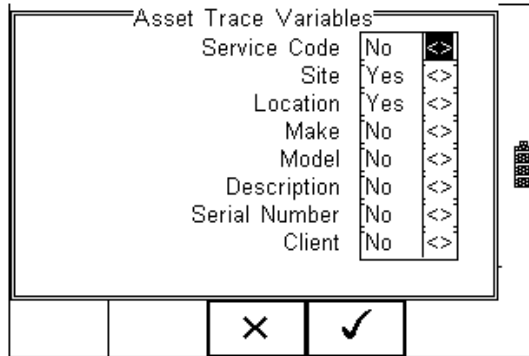 Asset Trace Variables
Service Code No <>
Site Yes <>
Location Yes <>
Make No <>
Model No <>
Description No <>
Serial Number No <>
Client No <>